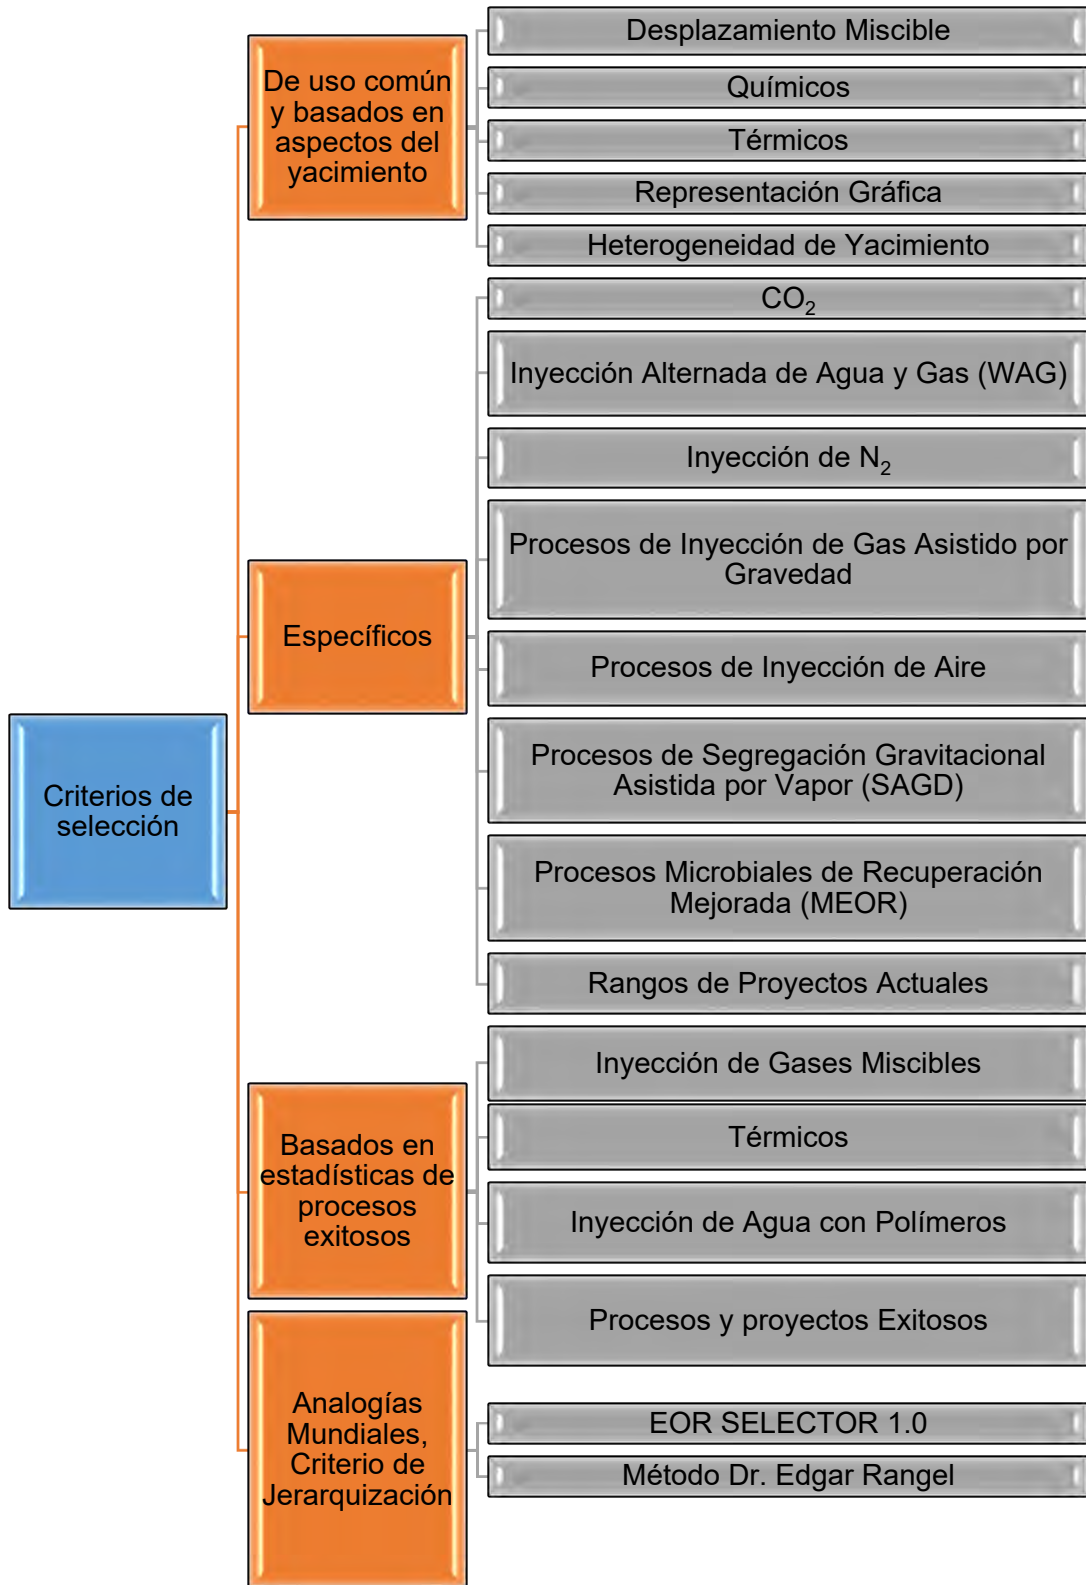 Criterios de
selección
De uso común
y basados en
aspectos del
yacimiento
Desplazamiento Miscible
Químicos
Térmicos
Representación Gráfica
Heterogeneidad de Yacimiento
Específicos
CO₂
Inyección Alternada de Agua y Gas (WAG)
Inyección de N₂
Procesos de Inyección de Gas Asistido por
Gravedad
Procesos de Inyección de Aire
Procesos de Segregación Gravitacional
Asistida por Vapor (SAGD)
Procesos Microbiales de Recuperación
Mejorada (MEOR)
Rangos de Proyectos Actuales
Basados en
estadísticas de
procesos
exitosos
Inyección de Gases Miscibles
Térmicos
Inyección de Agua con Polímeros
Procesos y proyectos Exitosos
Analogías
Mundiales,
Criterio de
Jerarquización
EOR SELECTOR 1.0
Método Dr. Edgar Rangel